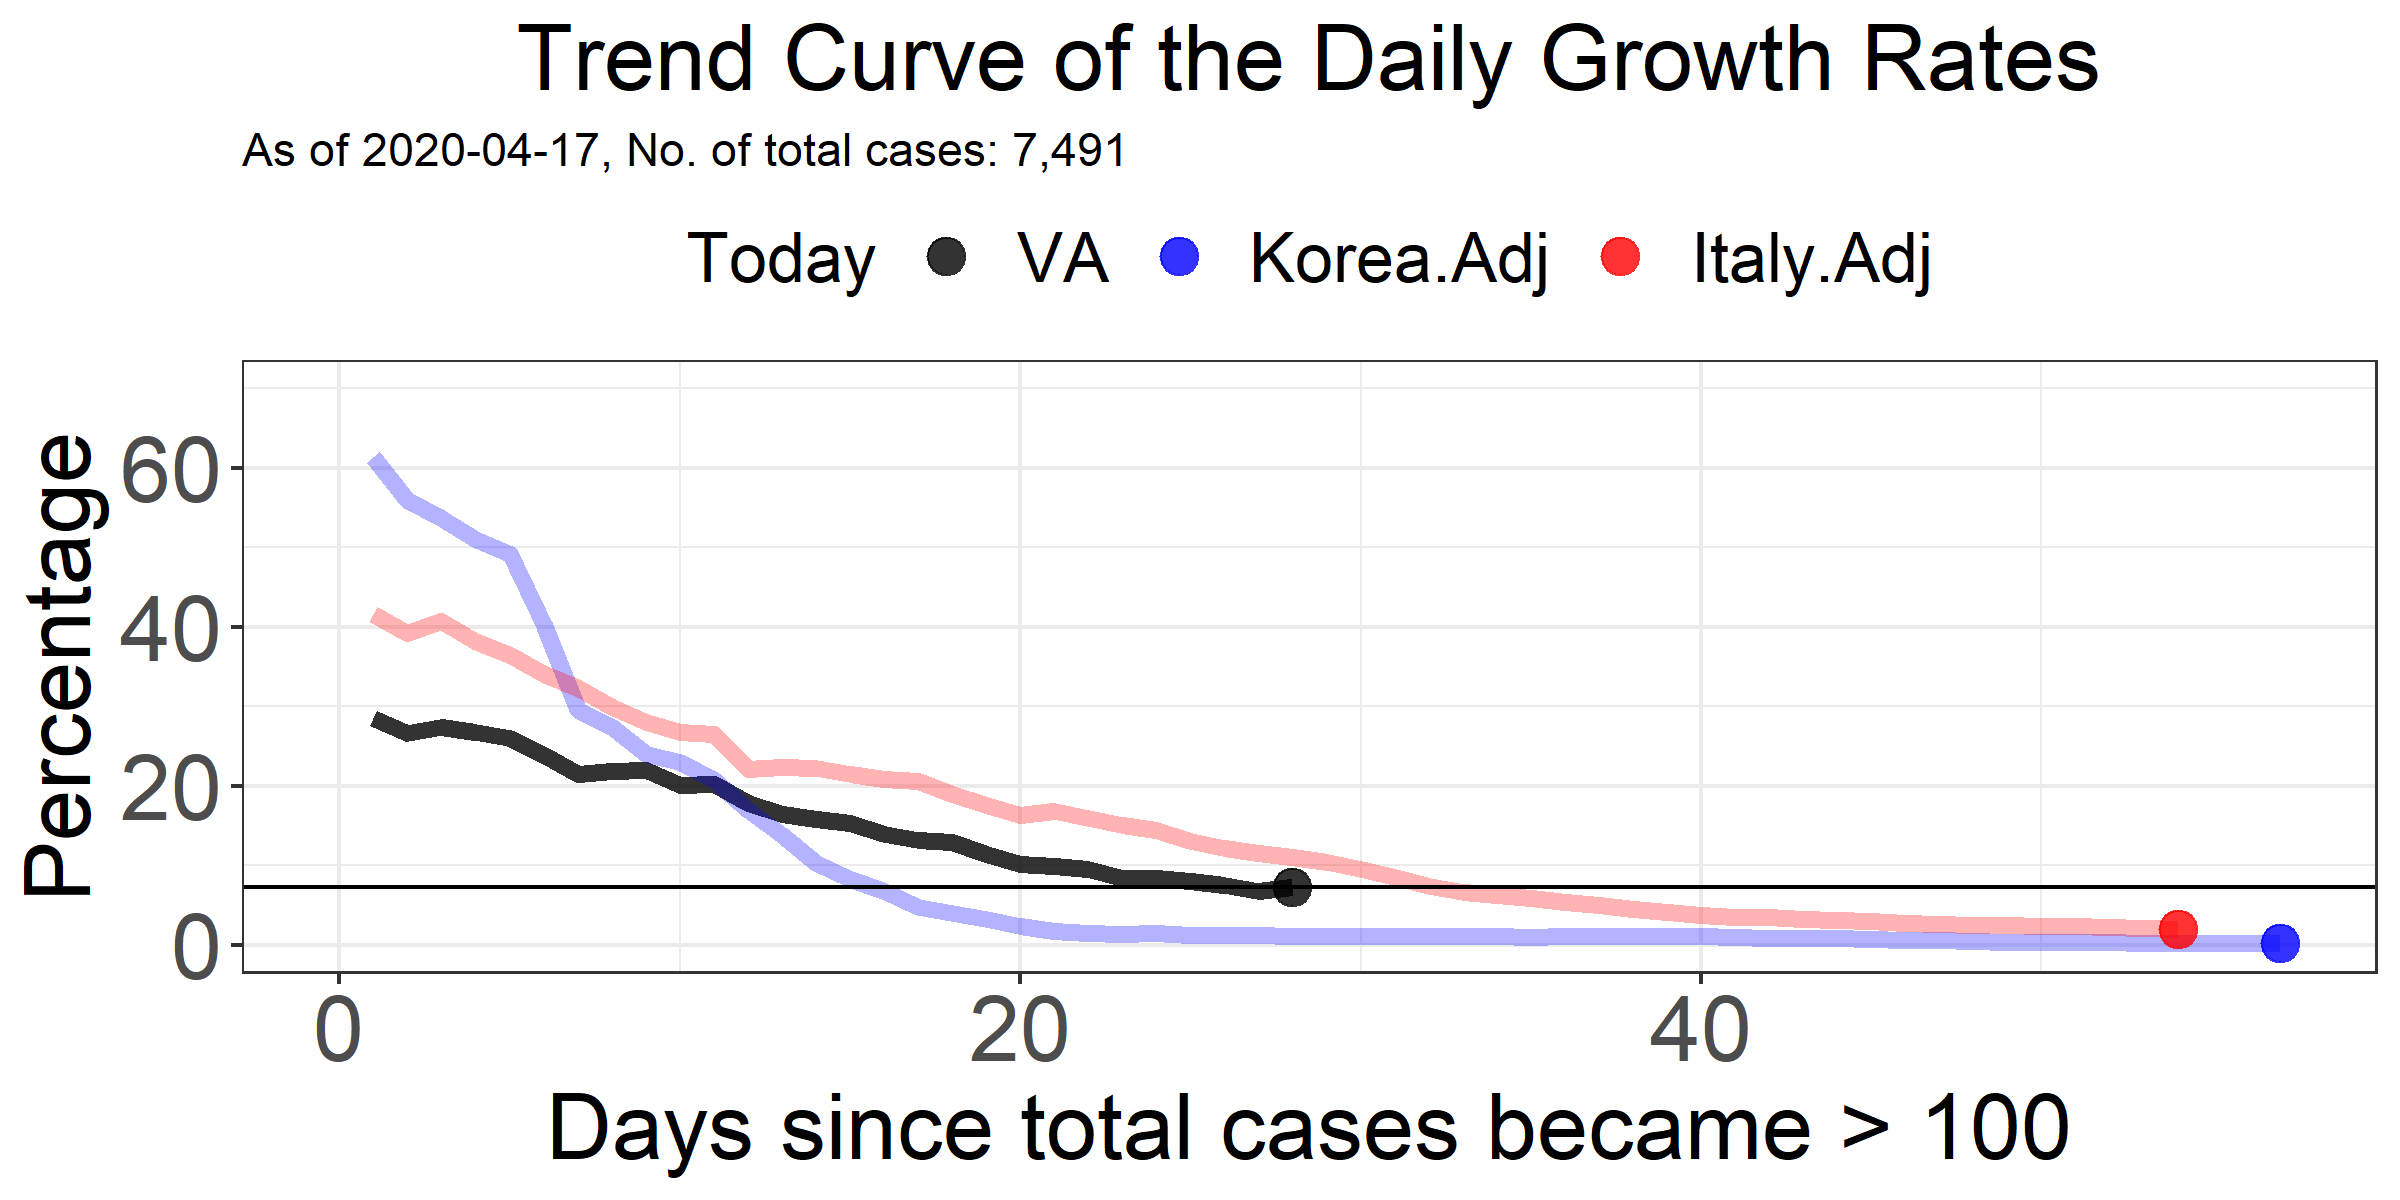 Trend Curve of the Daily Growth Rates
As of 2020-04-17, No. of total cases: 7,491
Today VA Korea.Adj Italy.Adj
Percentage
60
40
20
0
0 20 40
Days since total cases became > 100